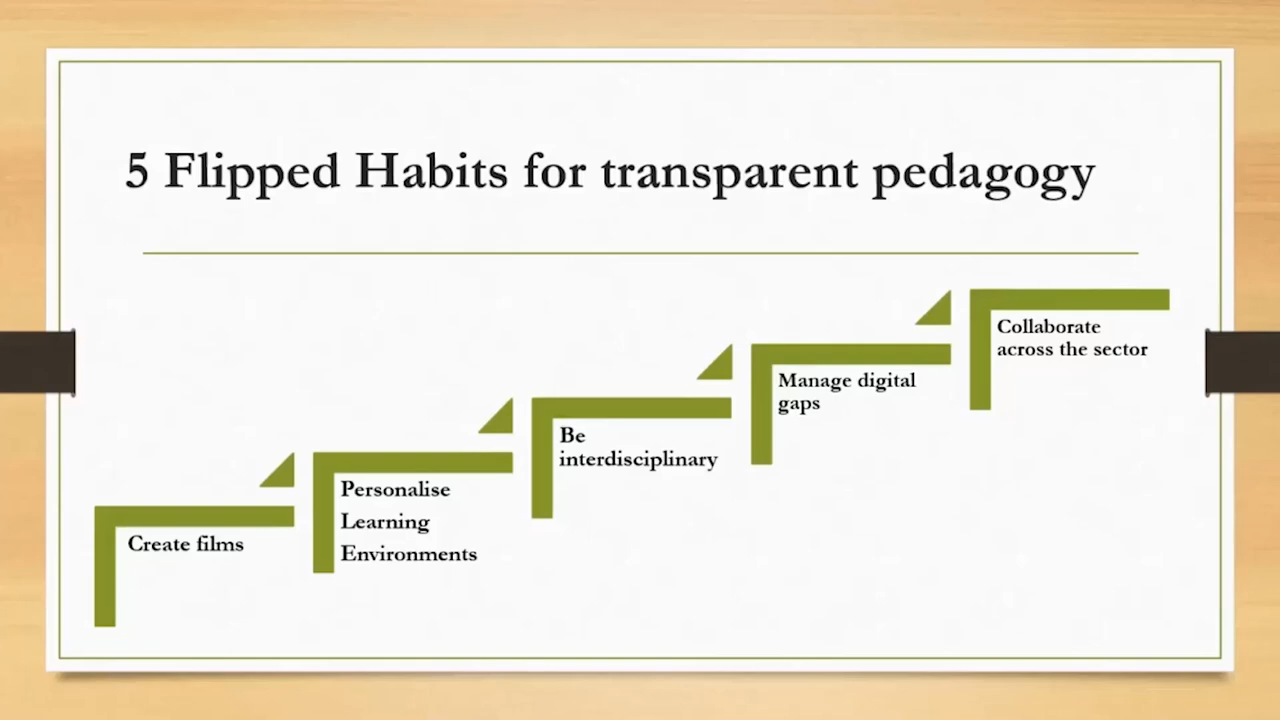 5 Flipped Habits for transparent pedagogy
Create films
Personalise
Learning
Environments
Be
interdisciplinary
Manage digital
gaps
Collaborate
across the sector